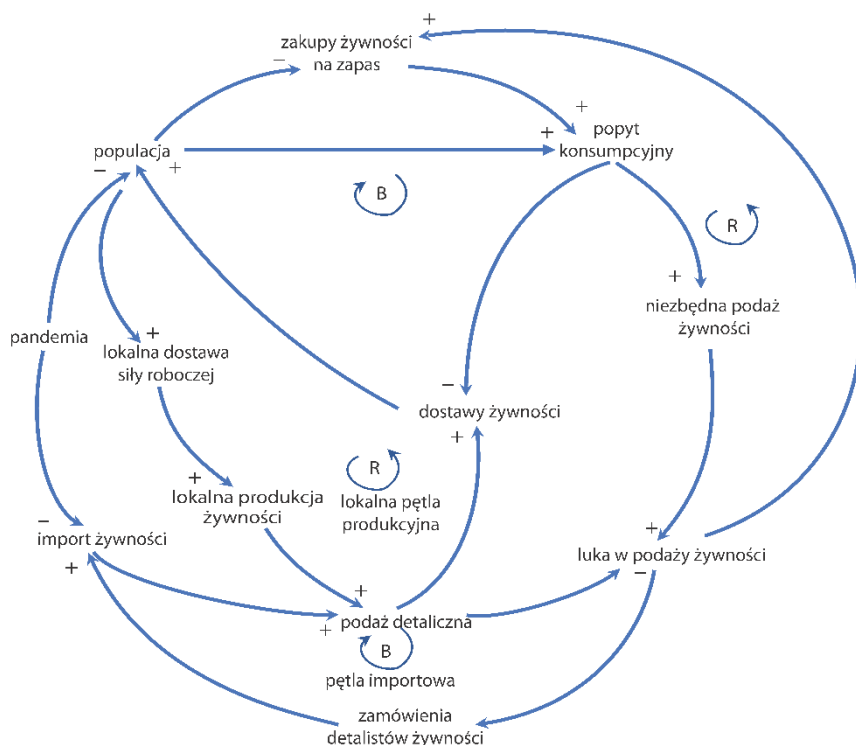 +
zakupy żywności
na zapas
−
+
popyt
konsumpcyjny
+
populacja
−
+
B
R
+
niezbędna podaż
żywności
pandemia
+
lokalna dostawa
siły roboczej
−
dostawy żywności
+
R
lokalna pętla
produkcyjna
+
lokalna produkcja
żywności
−
import żywności
+
+
luka w podaży żywności
−
+
podaż detaliczna
+
B
pętla importowa
zamówienia
detalistów żywności